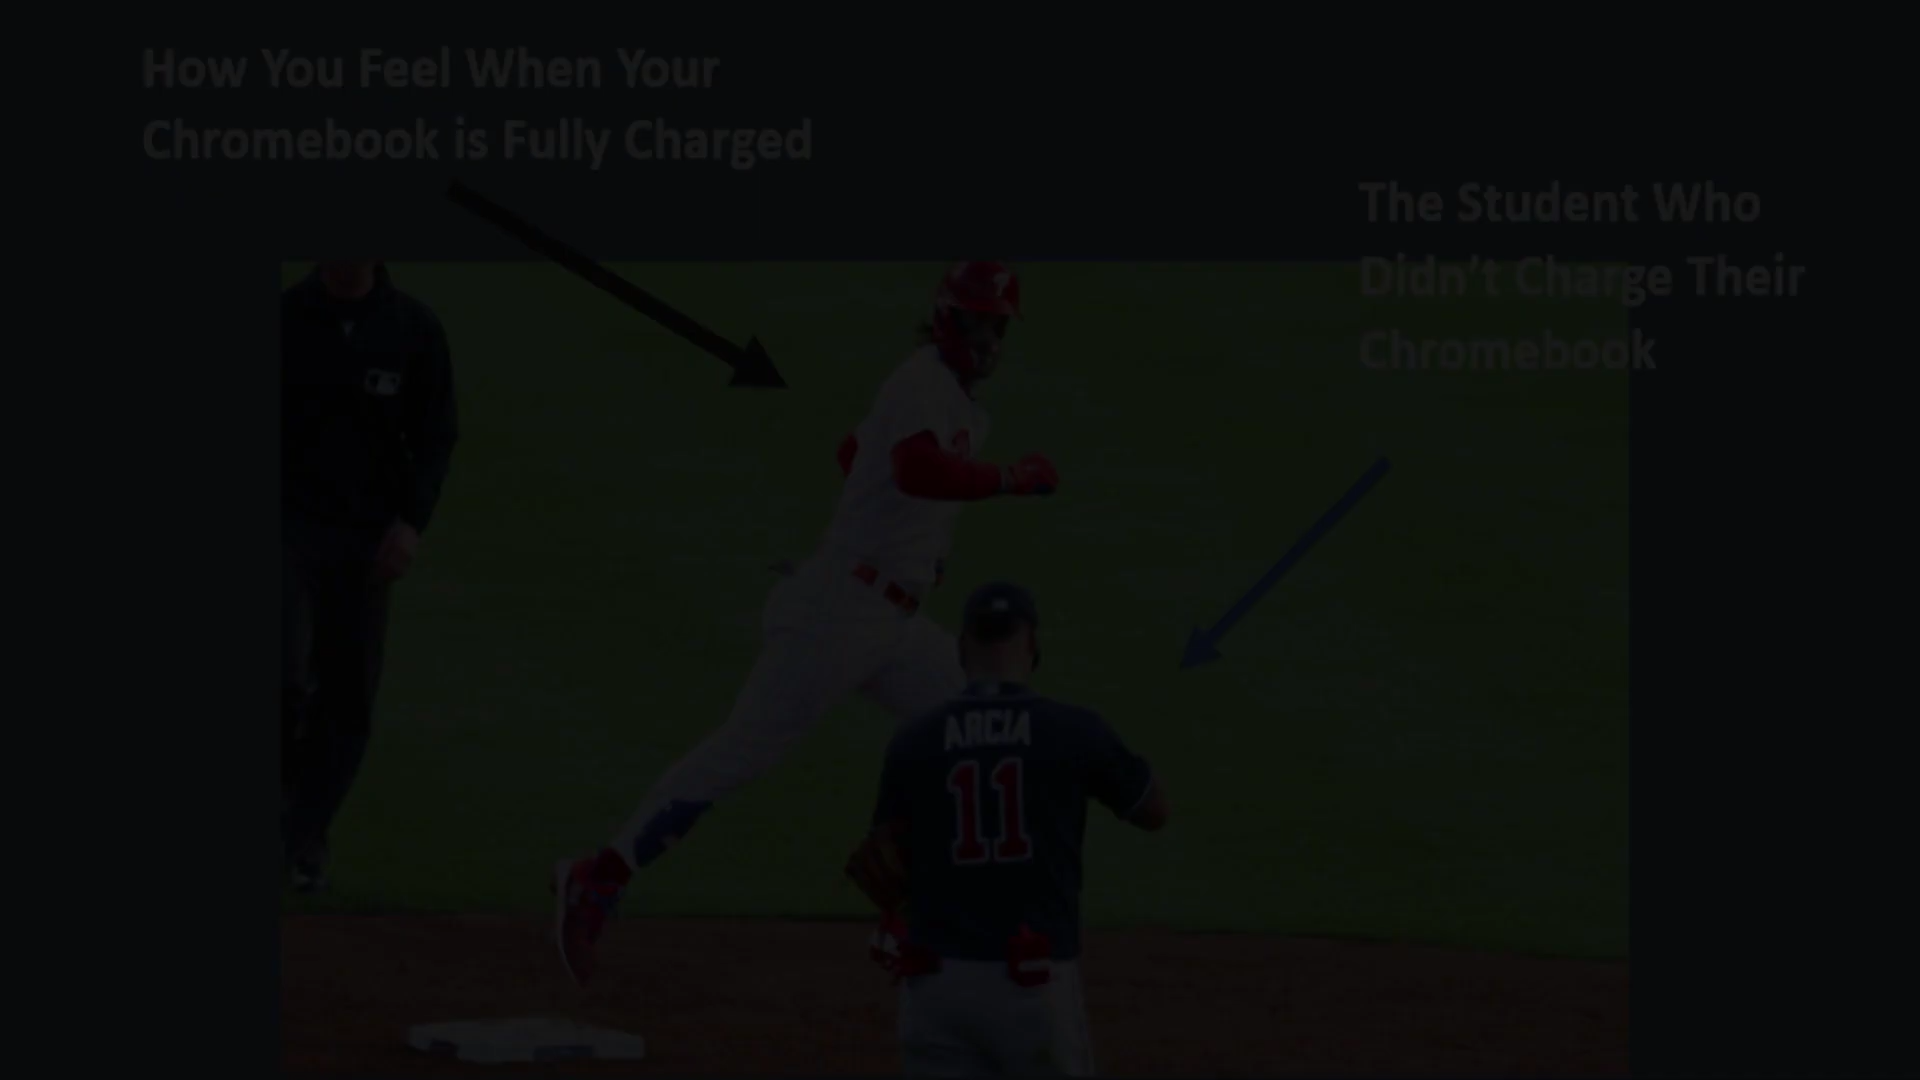 How You Feel When Your
Chromebook is Fully Charged
The Student Who
Didn't Charge Their
Chromebook
ARCIA
11